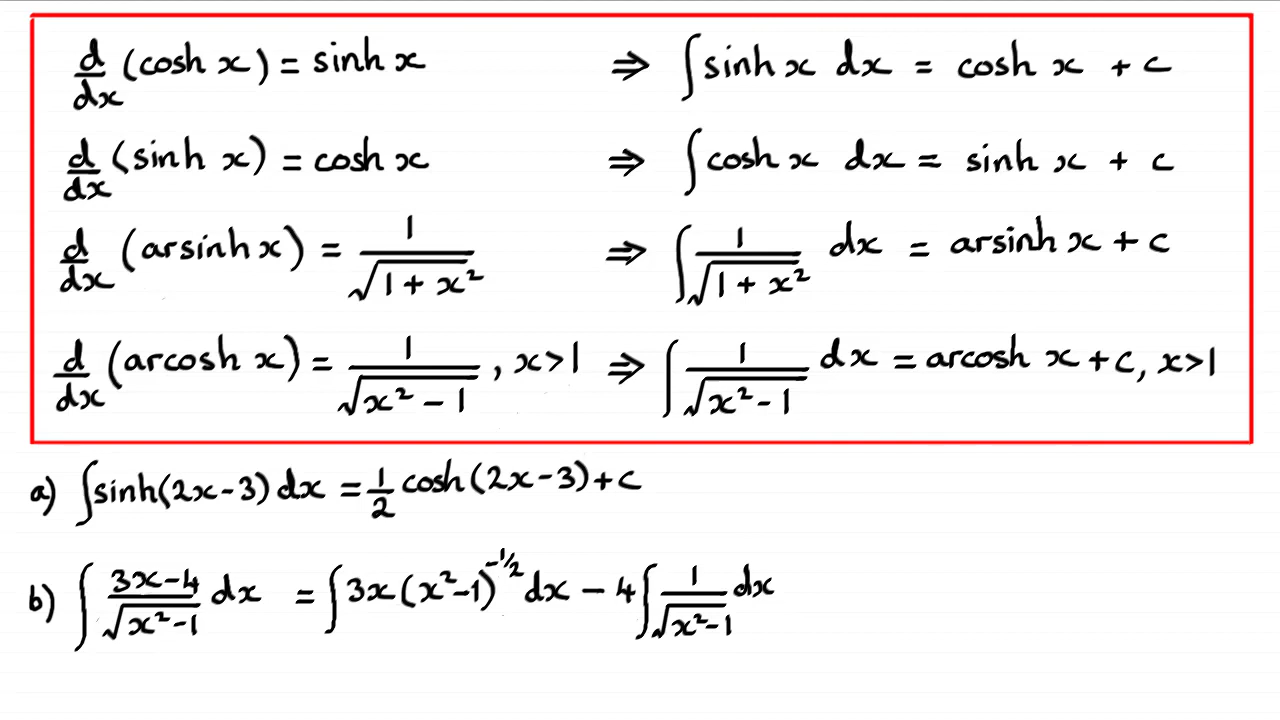 d/dx (cosh x) = sinh x ⇒ ∫ sinh x dx = cosh x + c
d/dx (sinh x) = cosh x ⇒ ∫ cosh x dx = sinh x + c
d/dx (arsinh x) = 1/√(1 + x²) ⇒ ∫ 1/√(1 + x²) dx = arsinh x + c
d/dx (arcosh x) = 1/√(x² − 1), x > 1 ⇒ ∫ 1/√(x² − 1) dx = arcosh x + c, x > 1
a) ∫ sinh(2x − 3) dx = 1/2 cosh(2x − 3) + c
b) ∫ (3x − 4)/√(x² − 1) dx = ∫ 3x(x² − 1)^(−1/2) dx − 4 ∫ 1/√(x² − 1) dx